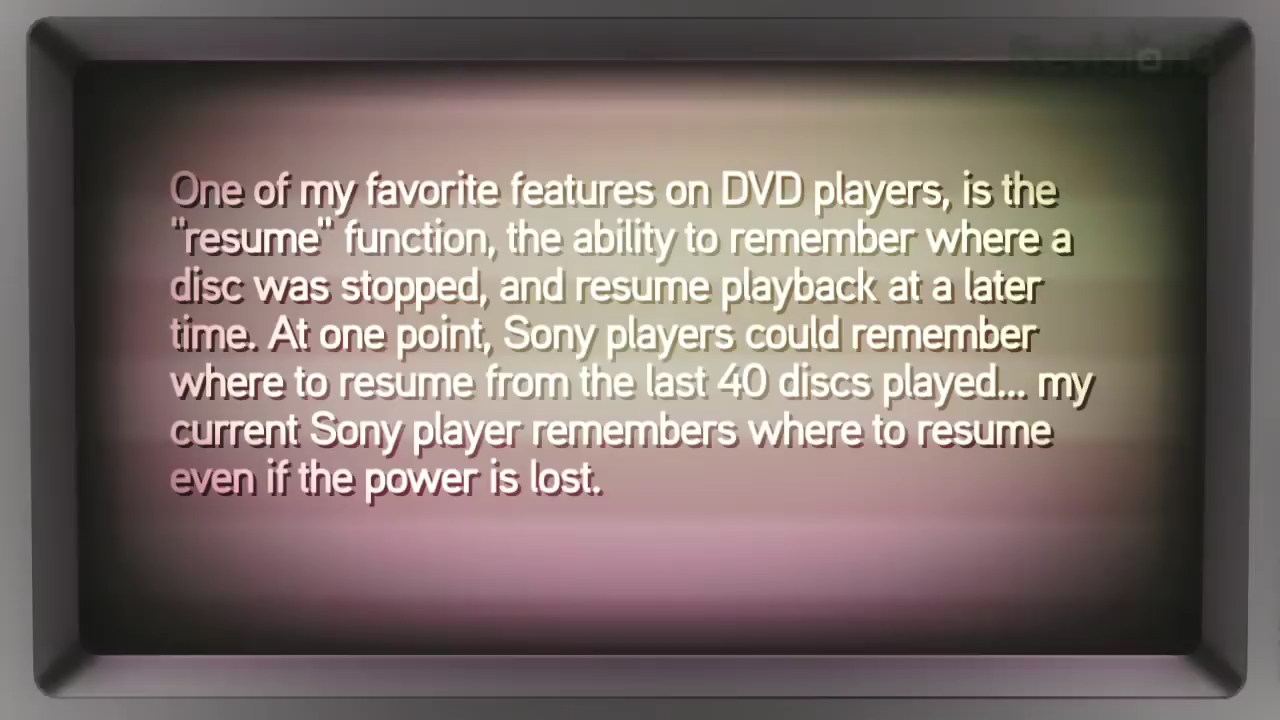 One of my favorite features on DVD players, is the
"resume" function, the ability to remember where a
disc was stopped, and resume playback at a later
time. At one point, Sony players could remember
where to resume from the last 40 discs played... my
current Sony player remembers where to resume
even if the power is lost.